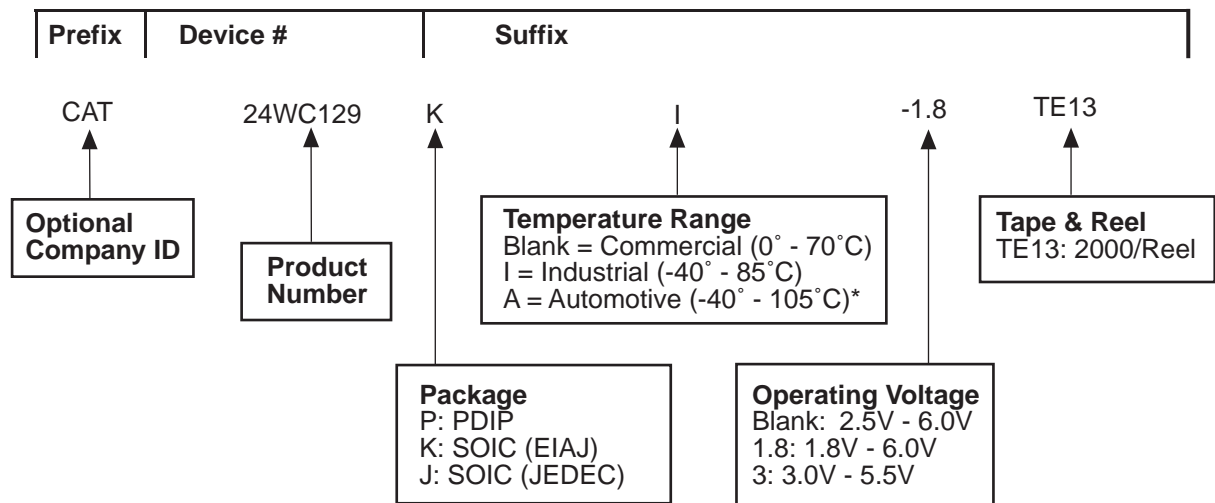 Prefix Device # Suffix
CAT 24WC129 K I -1.8 TE13
Optional
Company ID
Product
Number
Temperature Range
Blank = Commercial (0˚ - 70˚C)
I = Industrial (-40˚ - 85˚C)
A = Automotive (-40˚ - 105˚C)*
Tape & Reel
TE13: 2000/Reel
Package
P: PDIP
K: SOIC (EIAJ)
J: SOIC (JEDEC)
Operating Voltage
Blank: 2.5V - 6.0V
1.8: 1.8V - 6.0V
3: 3.0V - 5.5V